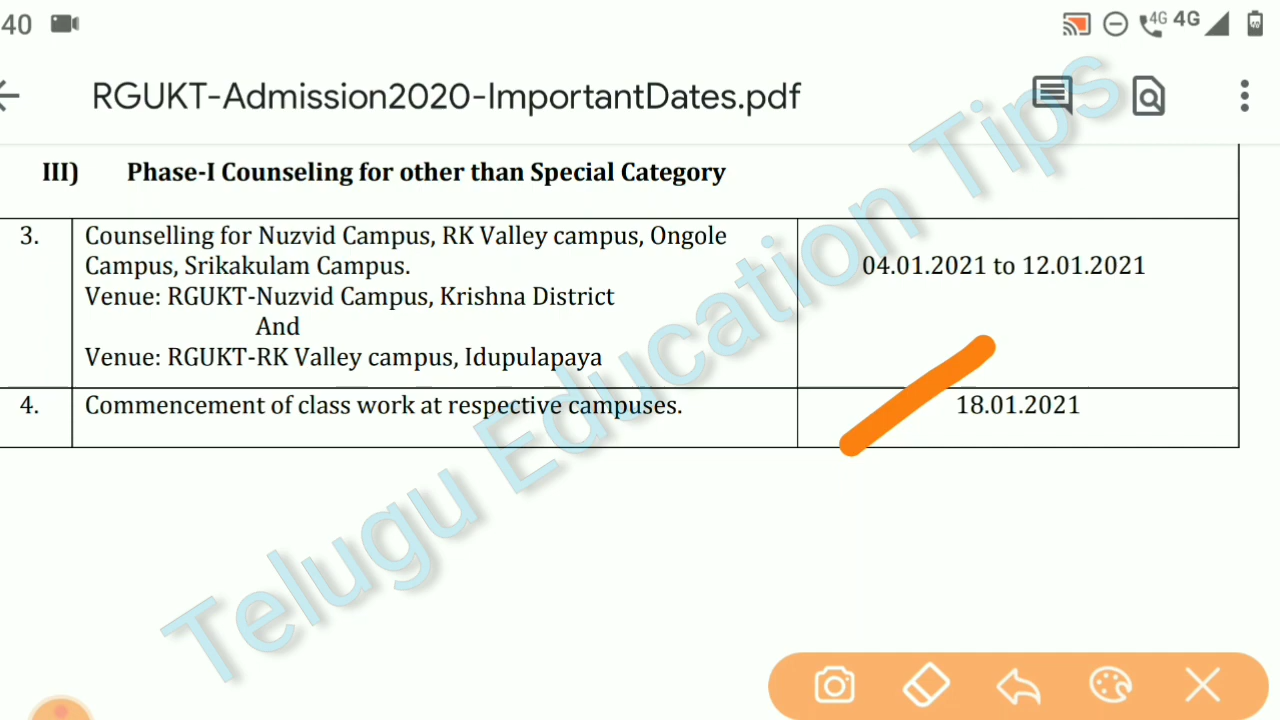 40
4G 4G
RGUKT-Admission2020-ImportantDates.pdf
III) Phase-I Counseling for other than Special Category
3. Counselling for Nuzvid Campus, RK Valley campus, Ongole
Campus, Srikakulam Campus.
04.01.2021 to 12.01.2021
Venue: RGUKT-Nuzvid Campus, Krishna District
And
Venue: RGUKT-RK Valley campus, Idupulapaya
4. Commencement of class work at respective campuses. 18.01.2021
Telugu Education Tips